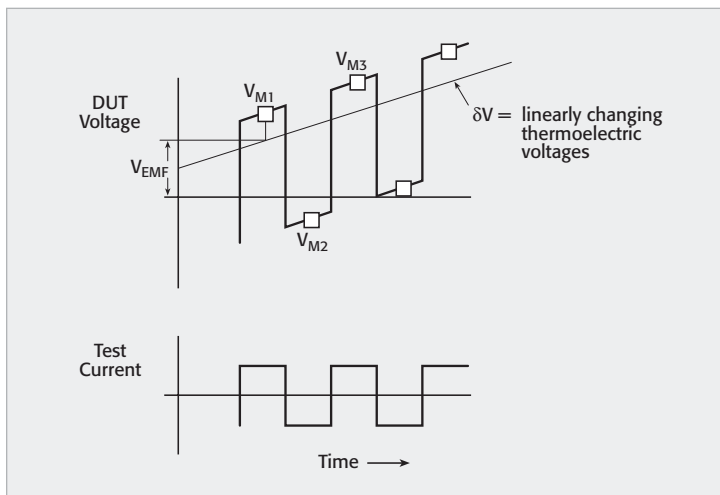 V_M1
V_M3
DUT
Voltage
δV = linearly changing
thermoelectric
voltages
V_EMF
V_M2
Test
Current
Time